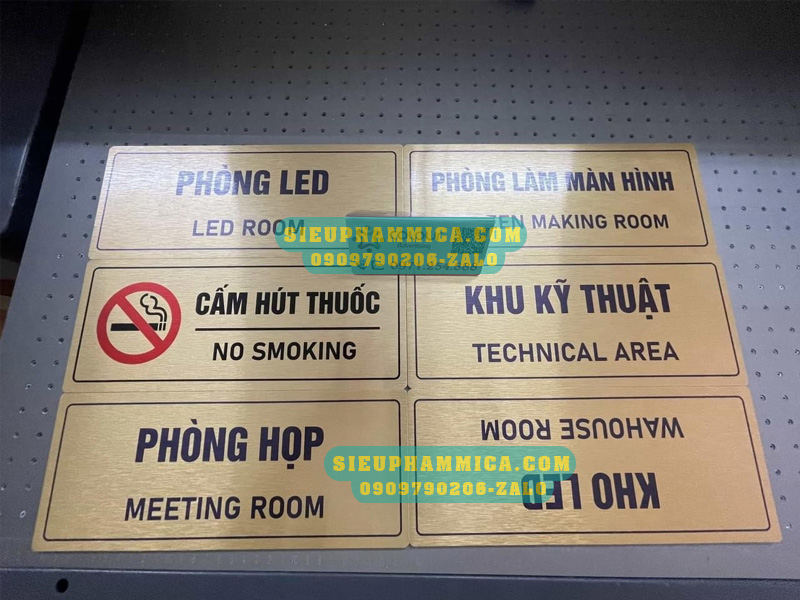 PHÒNG LED
LED ROOM
PHÒNG LÀM MÀN HÌNH
MAKING ROOM
SIEUPHAMMICA.COM
0909790206-ZALO
CẤM HÚT THUỐC
NO SMOKING
KHU KỸ THUẬT
TECHNICAL AREA
PHÒNG HỌP
MEETING ROOM
KHO LED
WAHOUSE ROOM
SIEUPHAMMICA.COM
0909790206-ZALO